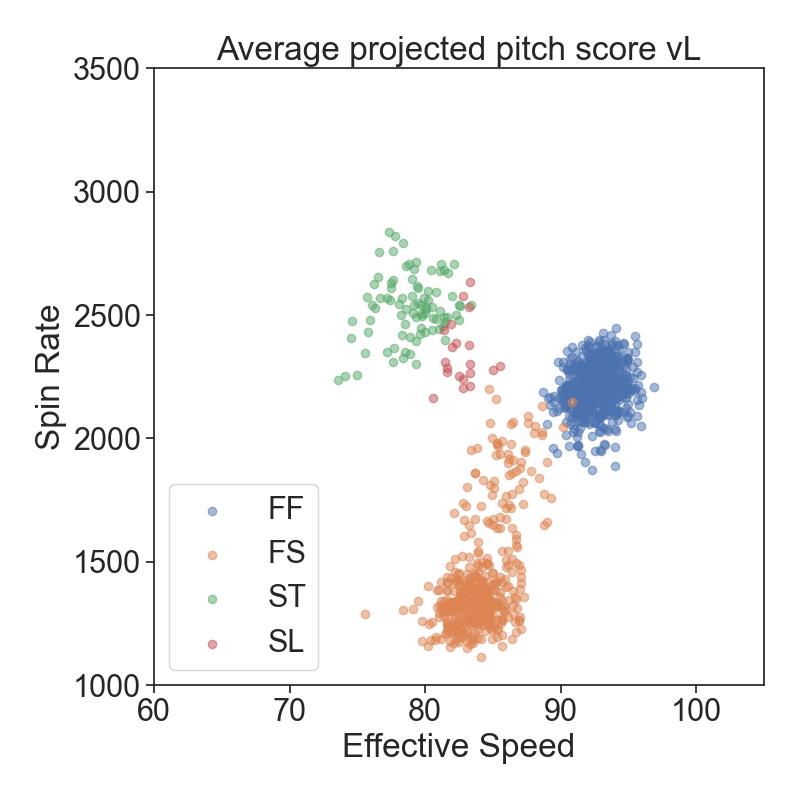 Average projected pitch score vL
3500
3000
2500
2000
1500
1000
Spin Rate
FF
FS
ST
SL
60 70 80 90 100
Effective Speed